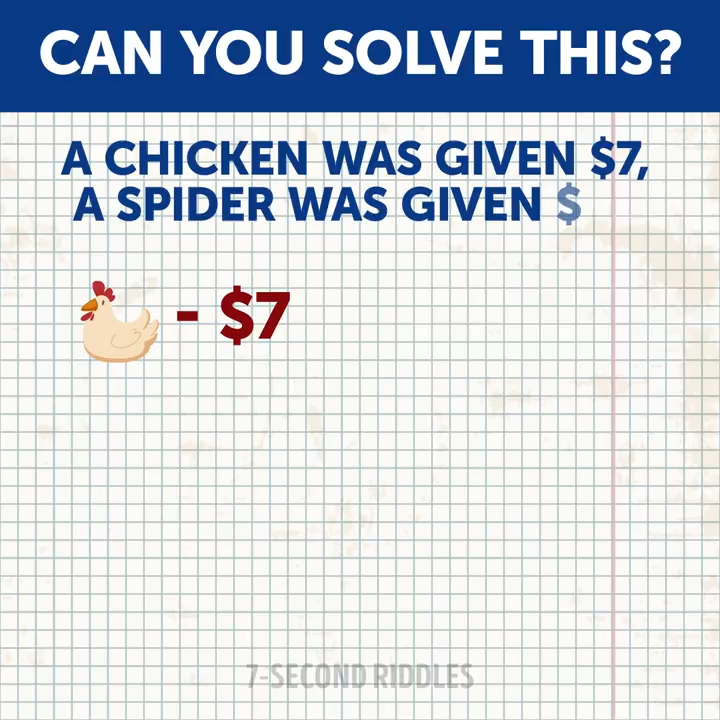 CAN YOU SOLVE THIS?
A CHICKEN WAS GIVEN $7,
A SPIDER WAS GIVEN $
- $7
7-SECOND RIDDLES